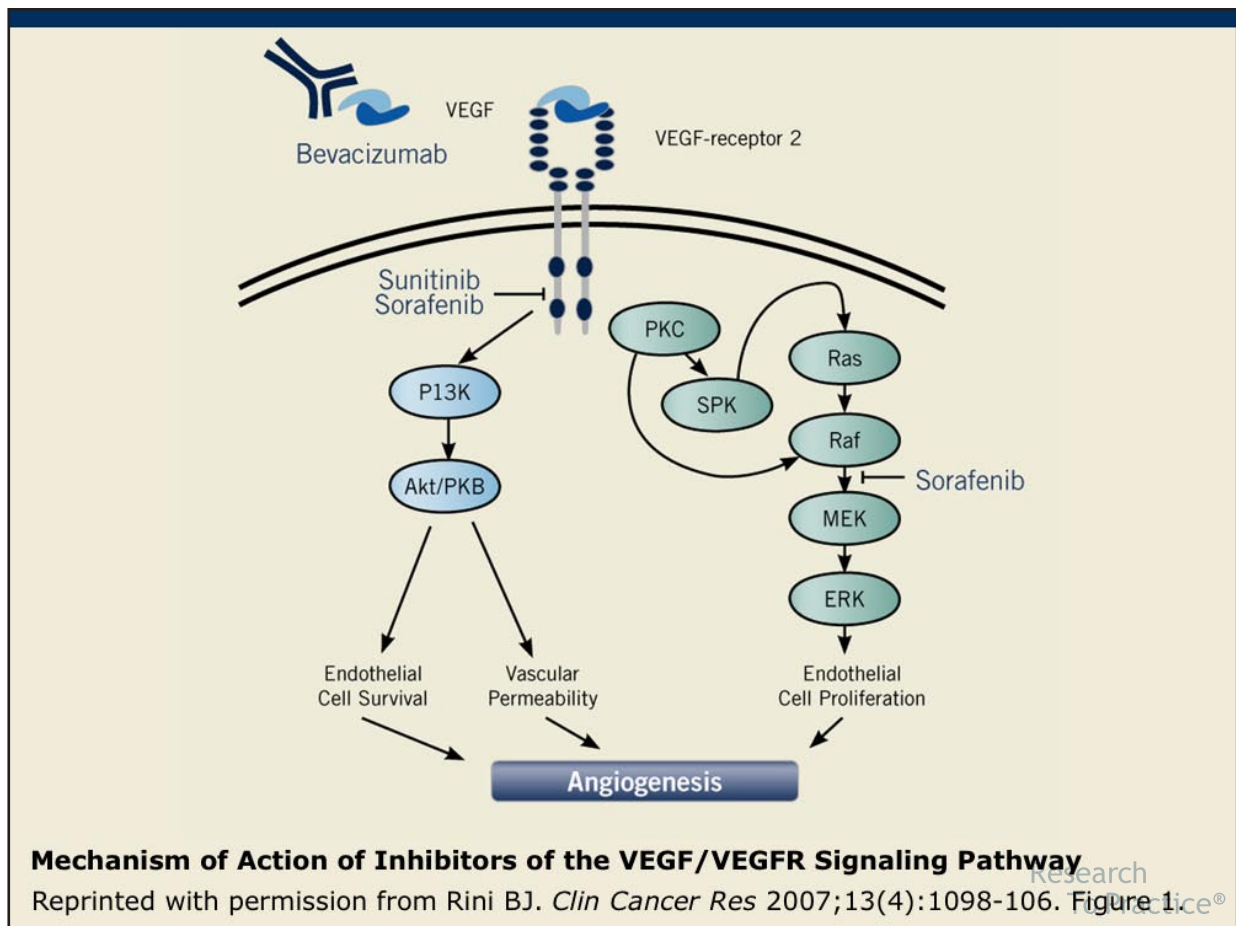 VEGF
Bevacizumab
VEGF-receptor 2
Sunitinib
Sorafenib
PKC
SPK
Ras
P13K
Raf
Akt/PKB
Sorafenib
MEK
ERK
Endothelial
Cell Survival
Vascular
Permeability
Endothelial
Cell Proliferation
Angiogenesis
Mechanism of Action of Inhibitors of the VEGF/VEGFR Signaling Pathway
Research
To Practice®
Reprinted with permission from Rini BJ. Clin Cancer Res 2007;13(4):1098-106. Figure 1.